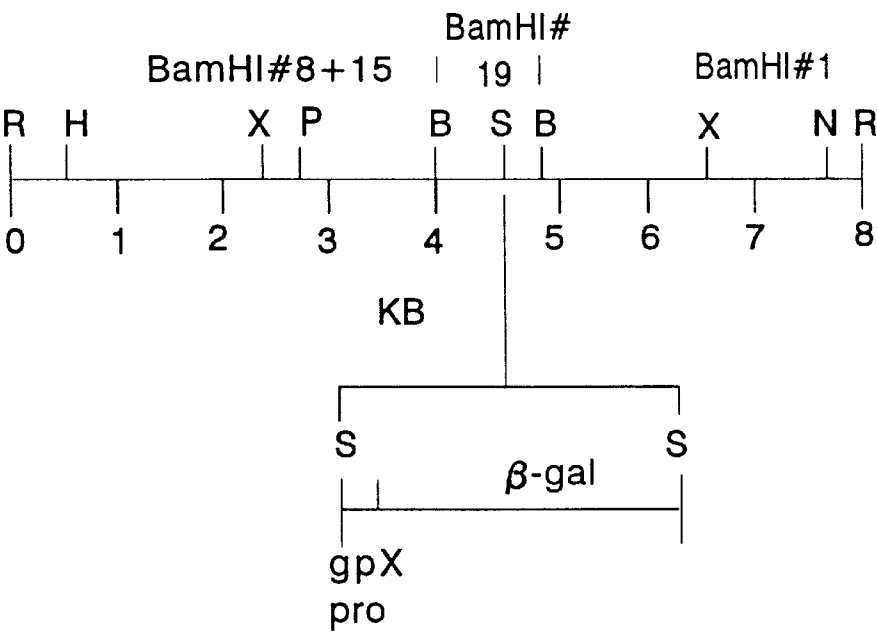 BamHI#
BamHI#8+15 19 BamHI#1
R H X P B S B X N R
0 1 2 3 4 5 6 7 8
KB
S S
β-gal
gpX
pro